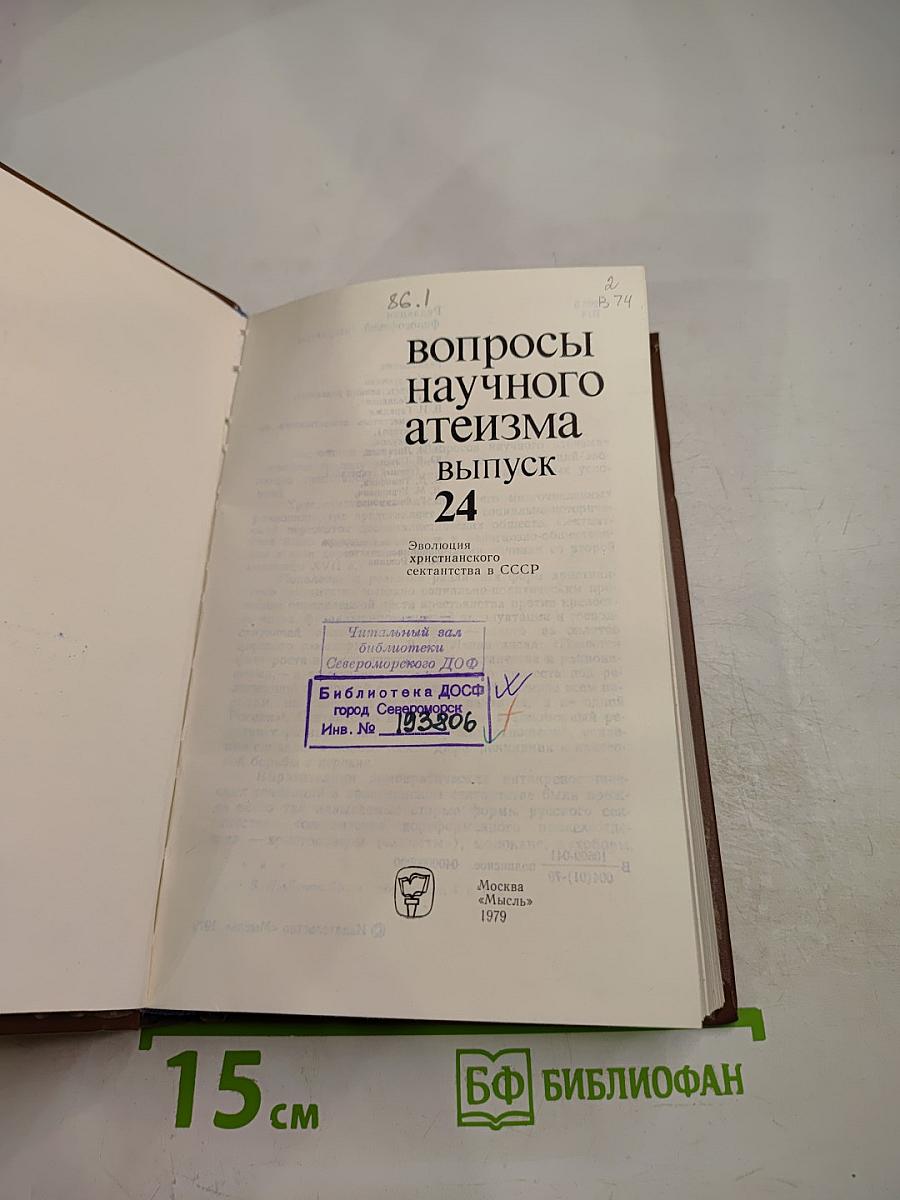 86.1
2
В 74
вопросы
научного
атеизма
выпуск
24
Эволюция
христианского
сектантства в СССР
Читальный зал
библиотеки
Североморского ДОФ
Библиотека ДОСФ
город Североморск
Инв. № 193806
Москва
«Мысль»
1979
15 см
БФ БИБЛИОФАН